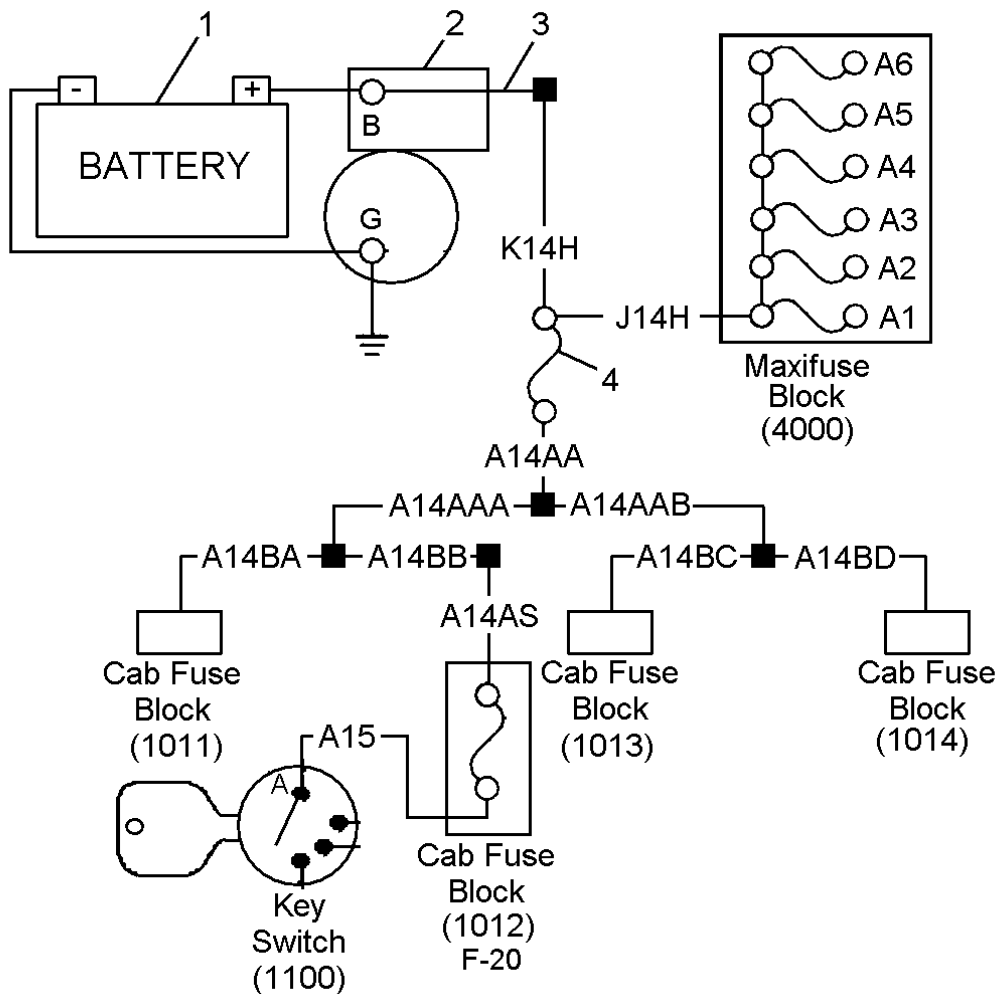 1
2
3
- +
BATTERY
B
G
K14H
J14H
4
A6
A5
A4
A3
A2
A1
Maxifuse
Block
(4000)
A14AA
A14AAA
A14AAB
A14BA
A14BB
A14BC
A14BD
A14AS
Cab Fuse
Block
(1011)
Cab Fuse
Block
(1013)
Cab Fuse
Block
(1014)
A15
A
Key
Switch
(1100)
Cab Fuse
Block
(1012)
F-20